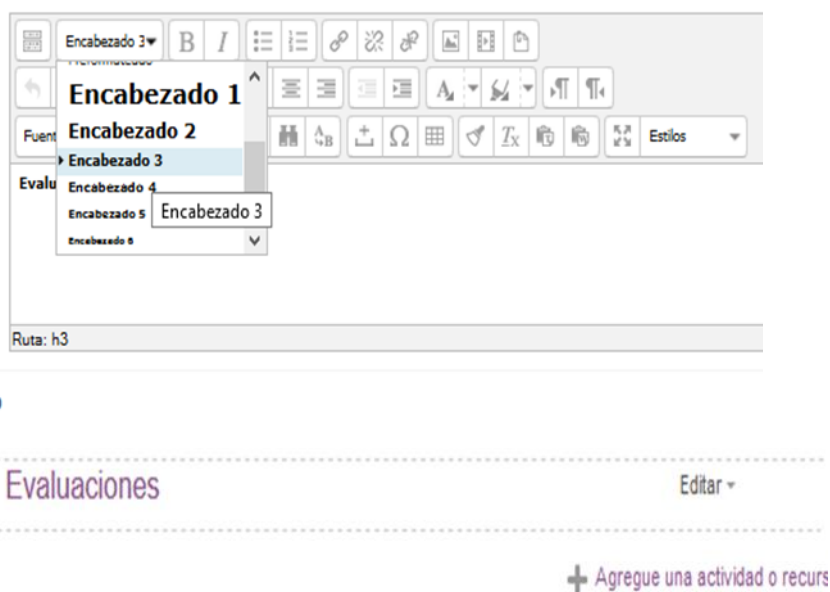 Encabezado 3
B I
Encabezado 1
Encabezado 2
Encabezado 3
Encabezado 4
Encabezado 5
Encabezado 6
Encabezado 3
Fuent
Estilos
Evalu
Ruta: h3
Evaluaciones
Editar
Agregue una actividad o recurs